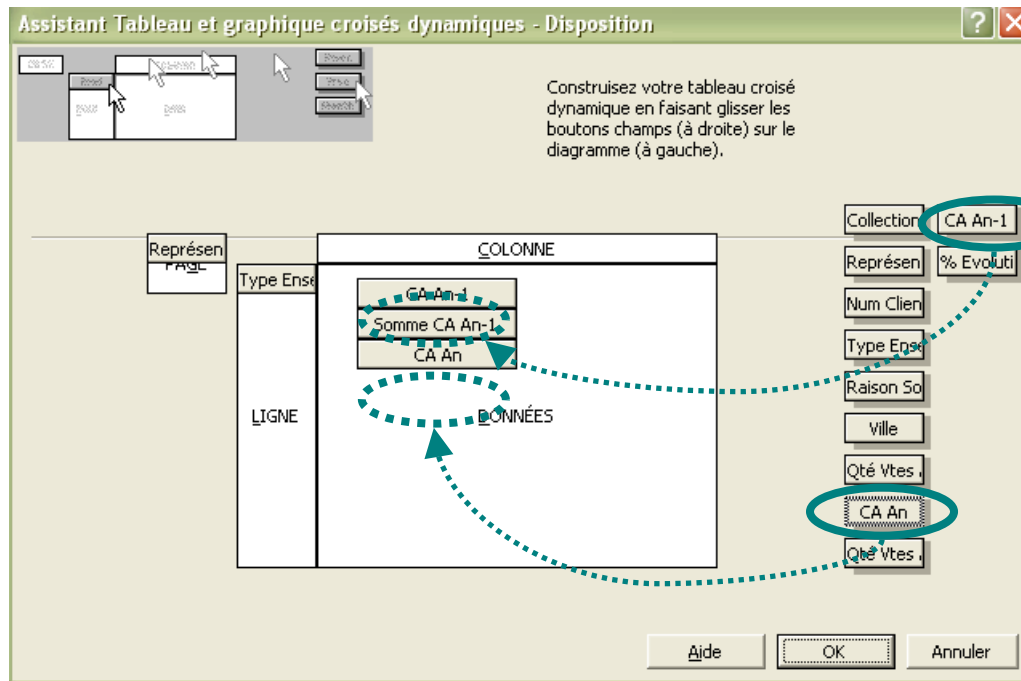 Assistant Tableau et graphique croisés dynamiques - Disposition
Construisez votre tableau croisé
dynamique en faisant glisser les
boutons champs (à droite) sur le
diagramme (à gauche).
Collection
CA An-1
Représen
PAGE
COLONNE
Représen
% Evoluti
Type Ense
CA An-1
Num Clien
Somme CA An-1
CA An
Type Ense
Raison So
LIGNE
DONNÉES
Ville
Qté Vtes
CA An
Qté Vtes
Aide
OK
Annuler